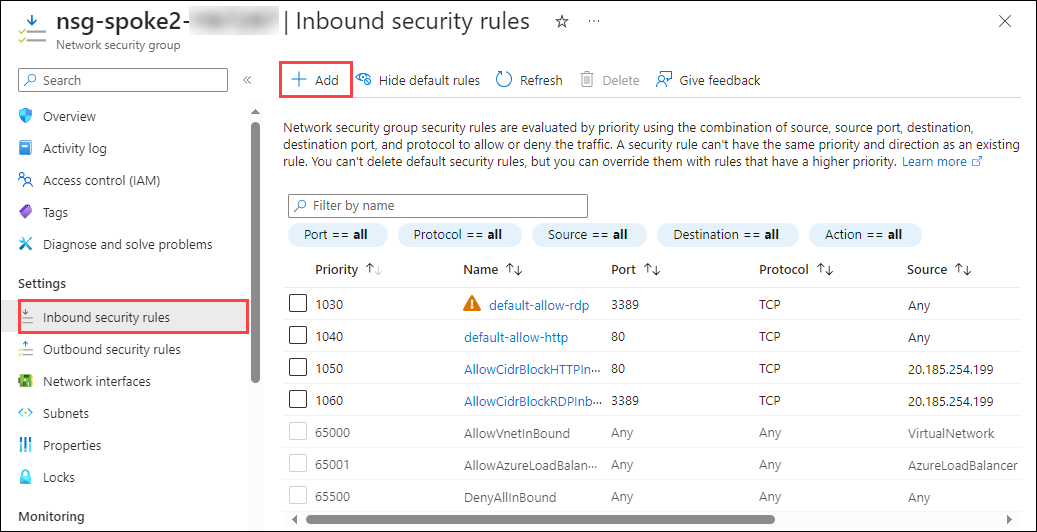 nsg-spoke2- | Inbound security rules
Network security group
Search
Add
Hide default rules
Refresh
Delete
Give feedback
Overview
Activity log
Access control (IAM)
Tags
Diagnose and solve problems
Settings
Inbound security rules
Outbound security rules
Network interfaces
Subnets
Properties
Locks
Monitoring
Network security group security rules are evaluated by priority using the combination of source, source port, destination,
destination port, and protocol to allow or deny the traffic. A security rule can't have the same priority and direction as an existing
rule. You can't delete default security rules, but you can override them with rules that have a higher priority. Learn more
Filter by name
Port == all Protocol == all Source == all Destination == all Action == all
Priority Name Port Protocol Source
1030 default-allow-rdp 3389 TCP Any
1040 default-allow-http 80 TCP Any
1050 AllowCidrBlockHTTPIn... 80 TCP 20.185.254.199
1060 AllowCidrBlockRDPInb... 3389 TCP 20.185.254.199
65000 AllowVnetInBound Any Any VirtualNetwork
65001 AllowAzureLoadBalan... Any Any AzureLoadBalancer
65500 DenyAllInBound Any Any Any